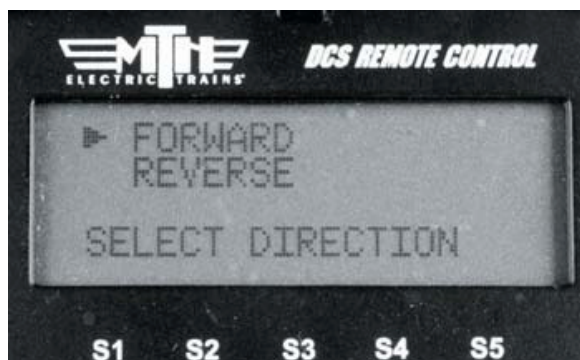 MTH
ELECTRIC TRAINS
DCS REMOTE CONTROL
FORWARD
REVERSE
SELECT DIRECTION
S1 S2 S3 S4 S5